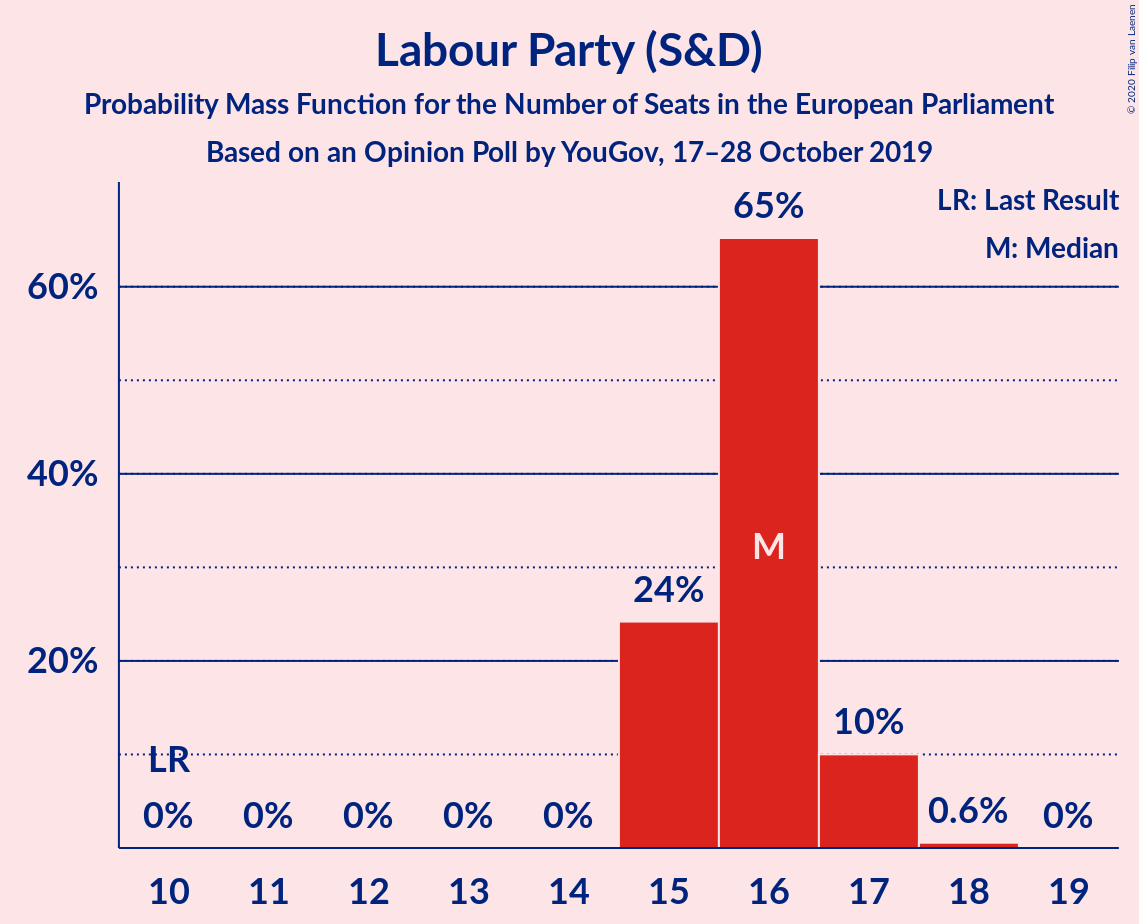 Labour Party (S&D)
Probability Mass Function for the Number of Seats in the European Parliament
Based on an Opinion Poll by YouGov, 17–28 October 2019
© 2020 Filip van Laenen
LR: Last Result
M: Median
60%
40%
20%
LR
0%
0%
0%
0%
0%
24%
65%
M
10%
0.6%
0%
10
11
12
13
14
15
16
17
18
19